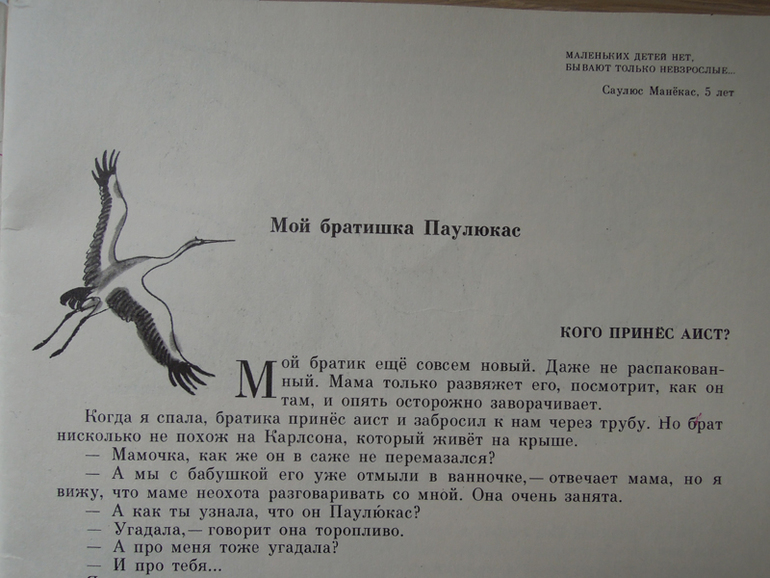 МАЛЕНЬКИХ ДЕТЕЙ НЕТ,
БЫВАЮТ ТОЛЬКО НЕВЗРОСЛЫЕ...
Саулюс Манёкас, 5 лет
Мой братишка Паулюкас
КОГО ПРИНЁС АИСТ?
Мой братик ещё совсем новый. Даже не распакован-
ный. Мама только развяжет его, посмотрит, как он
там, и опять осторожно заворачивает.
Когда я спала, братика принёс аист и забросил к нам через трубу. Но брат
нисколько не похож на Карлсона, который живёт на крыше.
— Мамочка, как же он в саже не перемазался?
— А мы с бабушкой его уже отмыли в ванночке,— отвечает мама, но я
вижу, что маме неохота разговаривать со мной. Она очень занята.
— А как ты узнала, что он Паулюкас?
— Угадала,— говорит она торопливо.
— А про меня тоже угадала?
— И про тебя...